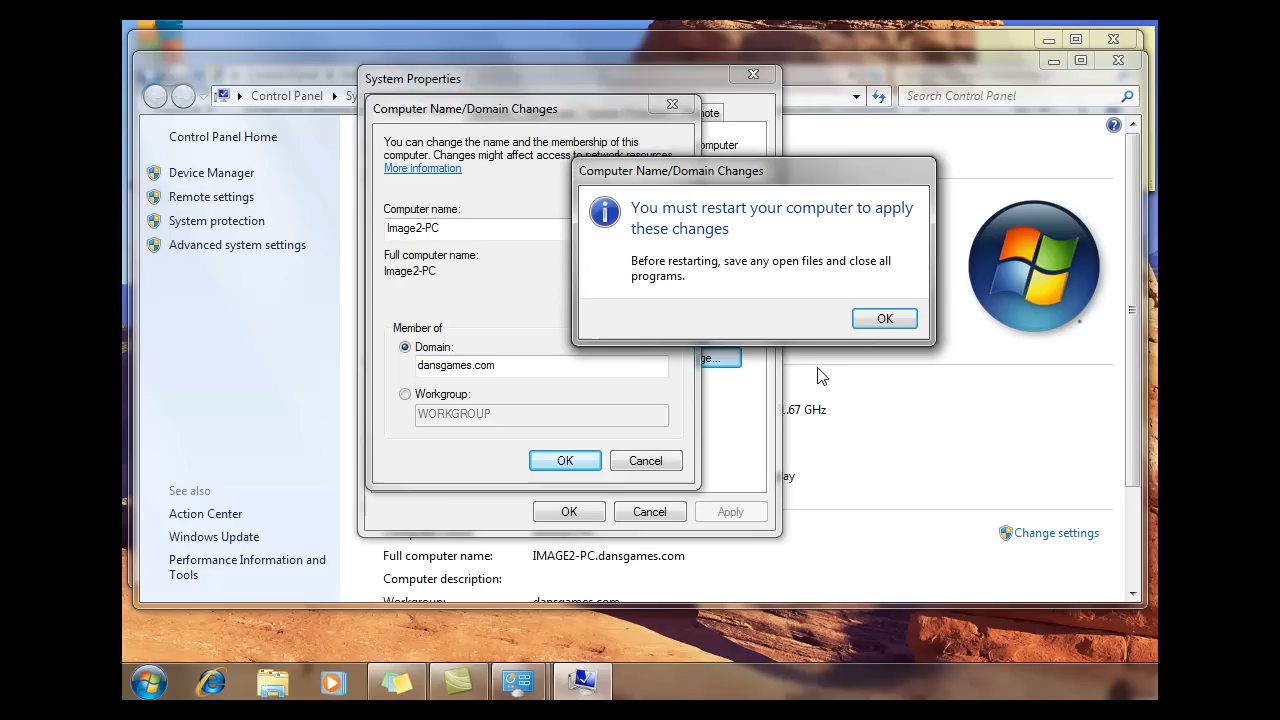 System Properties
Computer Name/Domain Changes
Control Panel
Search Control Panel
Control Panel Home
Device Manager
Remote settings
System protection
Advanced system settings
See also
Action Center
Windows Update
Performance Information and
Tools
You can change the name and the membership of this
computer. Changes might affect access to network resources.
More information
Computer name:
Image2-PC
Full computer name:
Image2-PC
Member of
Domain:
dansgames.com
Workgroup:
WORKGROUP
OK
Cancel
OK
Cancel
Apply
Computer Name/Domain Changes
You must restart your computer to apply
these changes
Before restarting, save any open files and close all
programs.
OK
1.67 GHz
Change settings
Full computer name:
IMAGE2-PC.dansgames.com
Computer description:
Workgroup:
dansgames.com